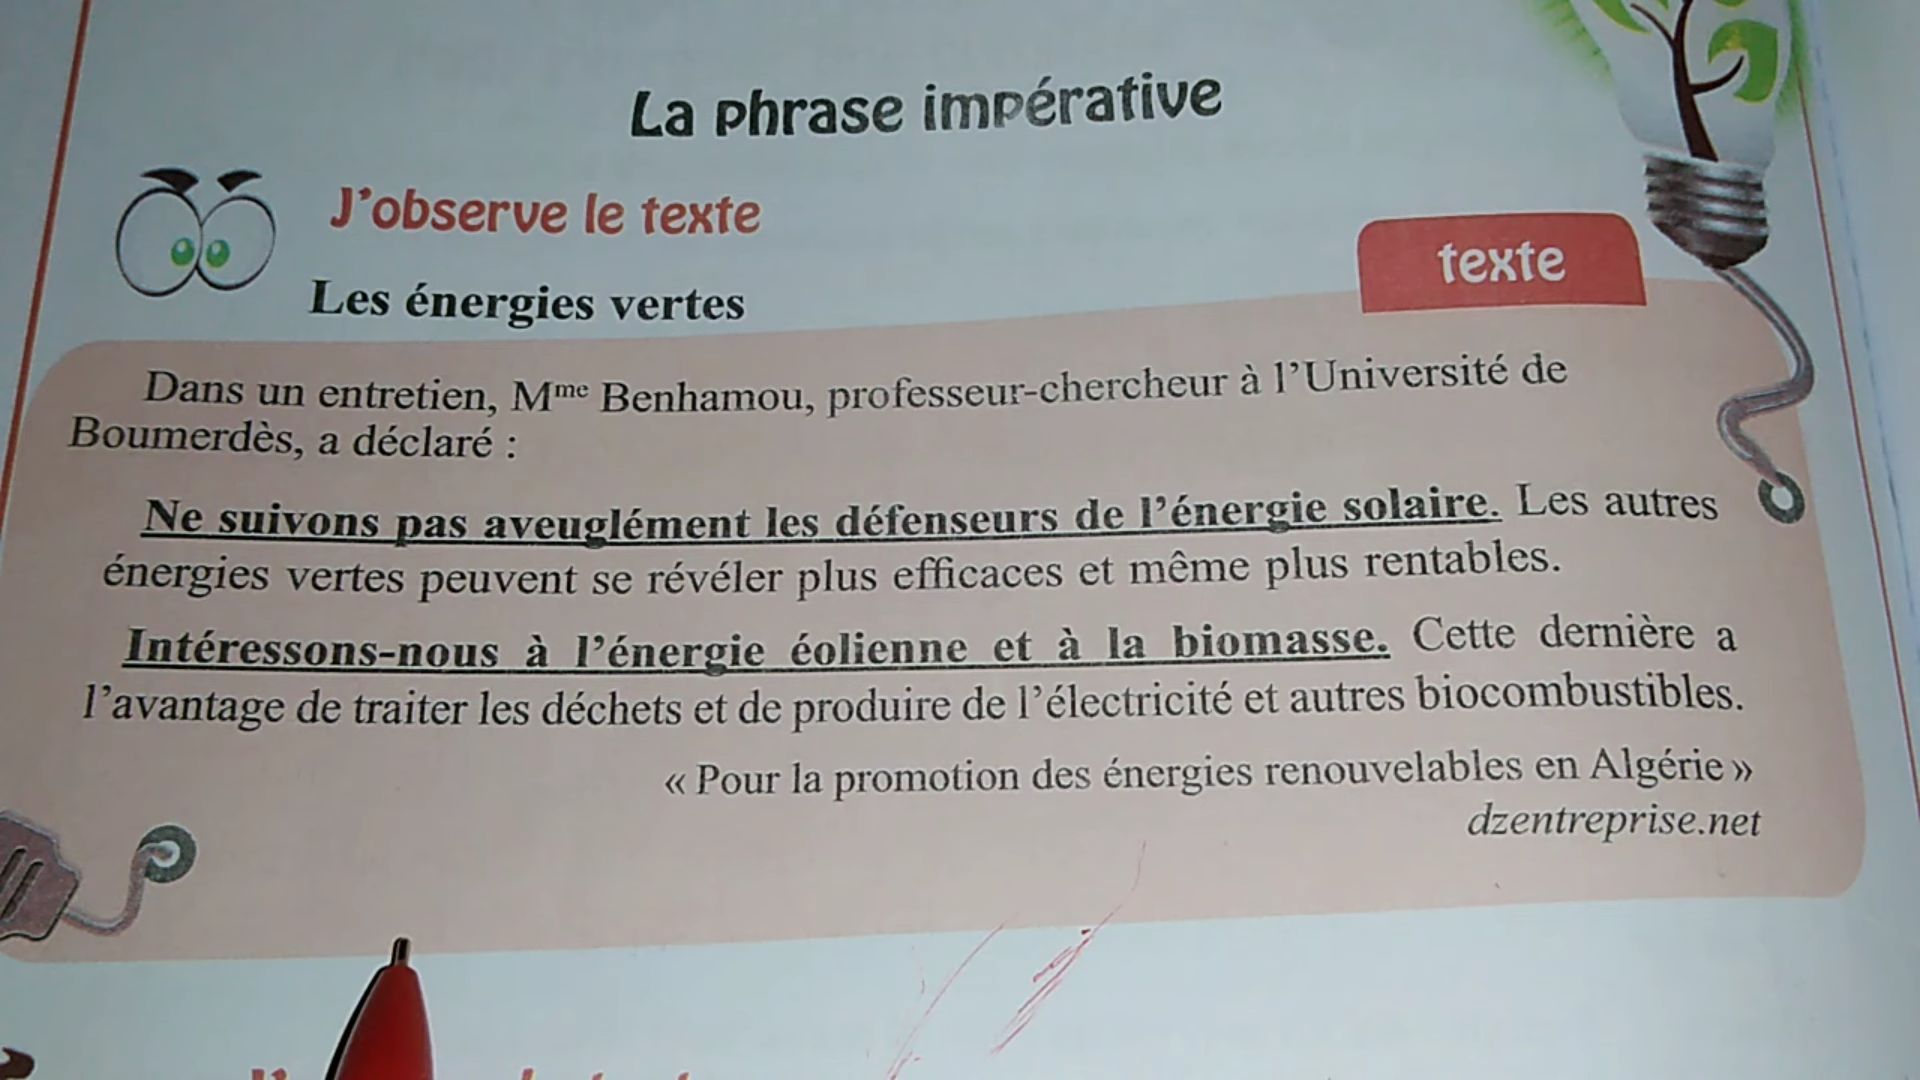 La phrase impérative
J'observe le texte
texte
Les énergies vertes
Dans un entretien, Mme Benhamou, professeur-chercheur à l'Université de
Boumerdès, a déclaré :
Ne suivons pas aveuglément les défenseurs de l'énergie solaire. Les autres
énergies vertes peuvent se révéler plus efficaces et même plus rentables.
Intéressons-nous à l'énergie éolienne et à la biomasse. Cette dernière a
l'avantage de traiter les déchets et de produire de l'électricité et autres biocombustibles.
« Pour la promotion des énergies renouvelables en Algérie »
dzentreprise.net